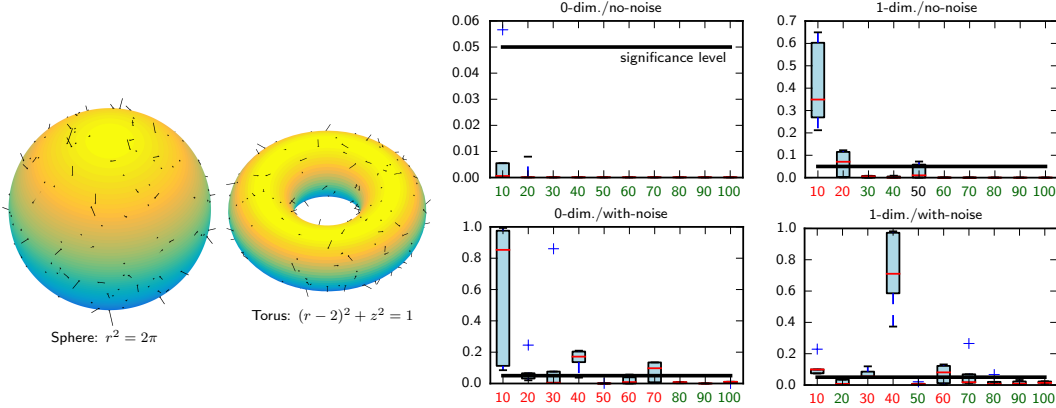 0-dim./no-noise
0.06
0.05
0.04
0.03
0.02
0.01
0.00
significance level
10 20 30 40 50 60 70 80 90 100
1-dim./no-noise
0.7
0.6
0.5
0.4
0.3
0.2
0.1
0.0
10 20 30 40 50 60 70 80 90 100
Sphere: r² = 2π
Torus: (r − 2)² + z² = 1
0-dim./with-noise
1.0
0.8
0.6
0.4
0.2
0.0
10 20 30 40 50 60 70 80 90 100
1-dim./with-noise
1.0
0.8
0.6
0.4
0.2
0.0
10 20 30 40 50 60 70 80 90 100